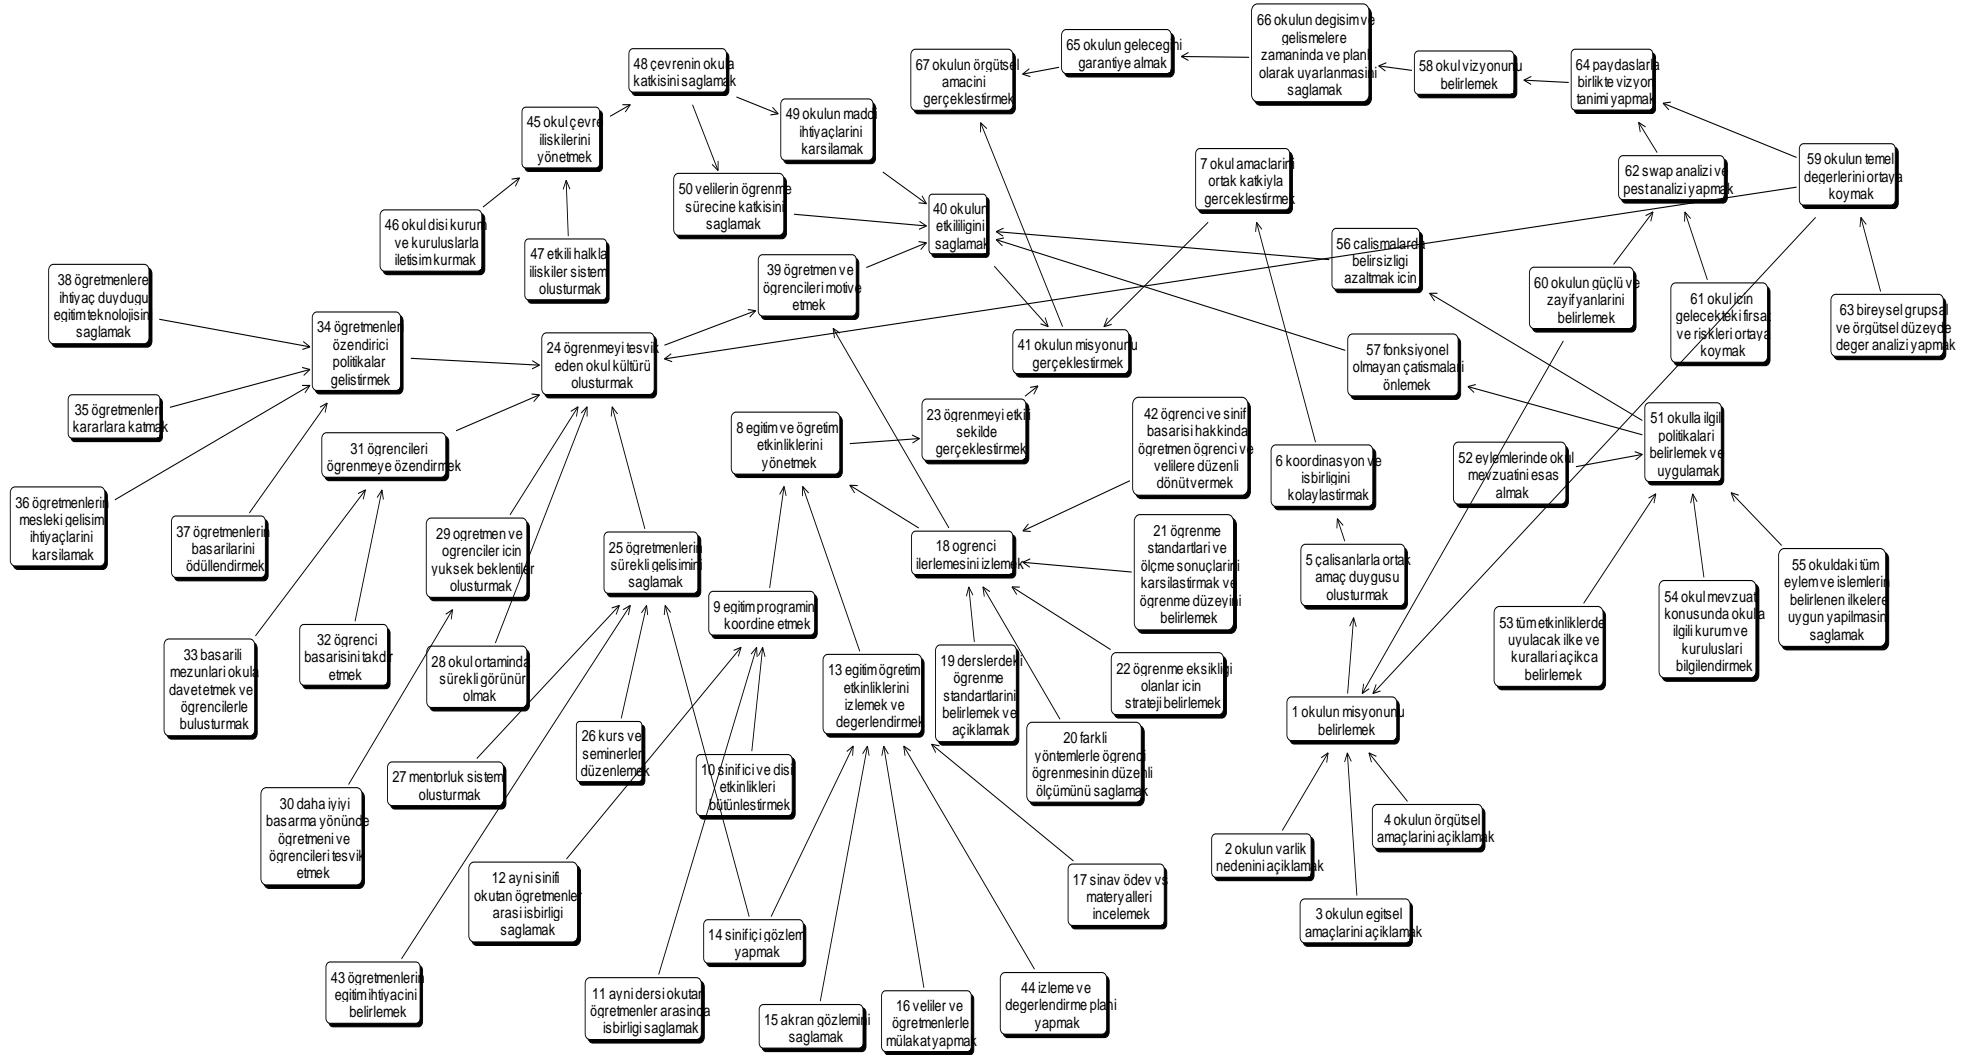 66 okulun degisim ve
gelismelere
zamaninda ve planli
olarak uyarlanmasini
saglamak
65 okulun gelecegini
garantiye almak
48 çevrenin okula
katkisini saglamak
67 okulun örgütsel
amacini
gerçeklestirmek
58 okul vizyonunu
belirlemek
64 paydaslarla
birlikte vizyon
tanimi yapmak
45 okul çevre
iliskilerini
yönetmek
49 okulun maddi
ihtiyaçlarini
karsilamak
7 okul amaclarini
ortak katkiyla
gerceklestirmek
62 swap analizi ve
pest analizi yapmak
59 okulun temel
degerlerini ortaya
koymak
50 velilerin ögrenme
sürecine katkisini
saglamak
40 okulun
etkililigini
saglamak
46 okul disi kurum
ve kuruluslarla
iletisim kurmak
47 etkili halkla
iliskiler sistemi
olusturmak
56 calismalarda
belirsizligi
azaltmak icin
38 ögretmenlere
ihtiyaç duydugu
egitim teknolojisini
saglamak
39 ögretmen ve
ögrencileri motive
etmek
60 okulun güçlü ve
zayif yanlarini
belirlemek
61 okul icin
gelecekteki firsat
ve riskleri ortaya
koymak
63 bireysel grupsal
ve örgütsel düzeyde
deger analizi yapmak
34 ögretmenleri
özendirici
politikalar
gelistirmek
24 ögrenmeyi tesvik
eden okul kültürü
olusturmak
41 okulun misyonunu
gerçeklestirmek
57 fonksiyonel
olmayan çatismalari
önlemek
35 ögretmenleri
kararlara katmak
31 ögrencileri
ögrenmeye özendirmek
8 egitim ve ögretim
etkinliklerini
yönetmek
23 ögrenmeyi etkili
sekilde
gerçeklestirmek
42 ögrenci ve sinif
basarisi hakkinda
ögretmen ögrenci ve
velilere düzenli
dönüt vermek
6 koordinasyon ve
isbirligini
kolaylastirmak
52 eylemlerinde okul
mevzuatini esas
almak
51 okulla ilgili
politikalari
belirlemek ve
uygulamak
36 ögretmenlerin
mesleki gelisim
ihtiyaçlarini
karsilamak
37 ögretmenlerin
basarilarini
ödüllendirmek
29 ogretmen ve
ogrenciler icin
yuksek beklentiler
olusturmak
25 ögretmenlerin
sürekli gelisimini
saglamak
18 ogrenci
ilerlemesini izlemek
21 ögrenme
standartlari ve
ölçme sonuçlarini
karsilastirmak ve
ögrenme düzeyini
belirlemek
5 çalisanlarla ortak
amaç duygusu
olusturmak
53 tüm etkinliklerde
uyulacak ilke ve
kurallari açikca
belirlemek
54 okul mevzuati
konusunda okulla
ilgili kurum ve
kuruluslari
bilgilendirmek
55 okuldaki tüm
eylem ve islemlerin
belirlenen ilkelere
uygun yapilmasini
saglamak
9 egitim programini
koordine etmek
33 basarili
mezunlari okula
davet etmek ve
ögrencilerle
bulusturmak
32 ögrenci
basarisini takdir
etmek
28 okul ortaminda
sürekli görünür
olmak
13 egitim ögretim
etkinliklerini
izlemek ve
degerlendirmek
19 derslerdeki
ögrenme
standartlarini
belirlemek ve
açiklamak
22 ögrenme eksikligi
olanlar icin
strateji belirlemek
20 farkli
yöntemlerle ögrenci
ögrenmesinin düzenli
ölçümünü saglamak
1 okulun misyonunu
belirlemek
27 mentorluk sistemi
olusturmak
26 kurs ve
seminerler
düzenlemek
10 sinif ici ve disi
etkinlikleri
bütünlestirmek
30 daha iyiyi
basarma yönünde
ögretmeni ve
ögrencileri tesvik
etmek
2 okulun varlik
nedenini açiklamak
4 okulun örgütsel
amaçlarini açiklamak
12 ayni sinifi
okutan ögretmenler
arasi isbirligi
saglamak
14 sinif içi gözlem
yapmak
17 sinav ödev vs
materyalleri
incelemek
3 okulun egitsel
amaçlarini açiklamak
43 ögretmenlerin
egitim ihtiyacini
belirlemek
11 ayni dersi okutan
ögretmenler arasinda
isbirligi saglamak
15 akran gözlemini
saglamak
16 veliler ve
ögretmenlerle
mülakat yapmak
44 izleme ve
degerlendirme plani
yapmak